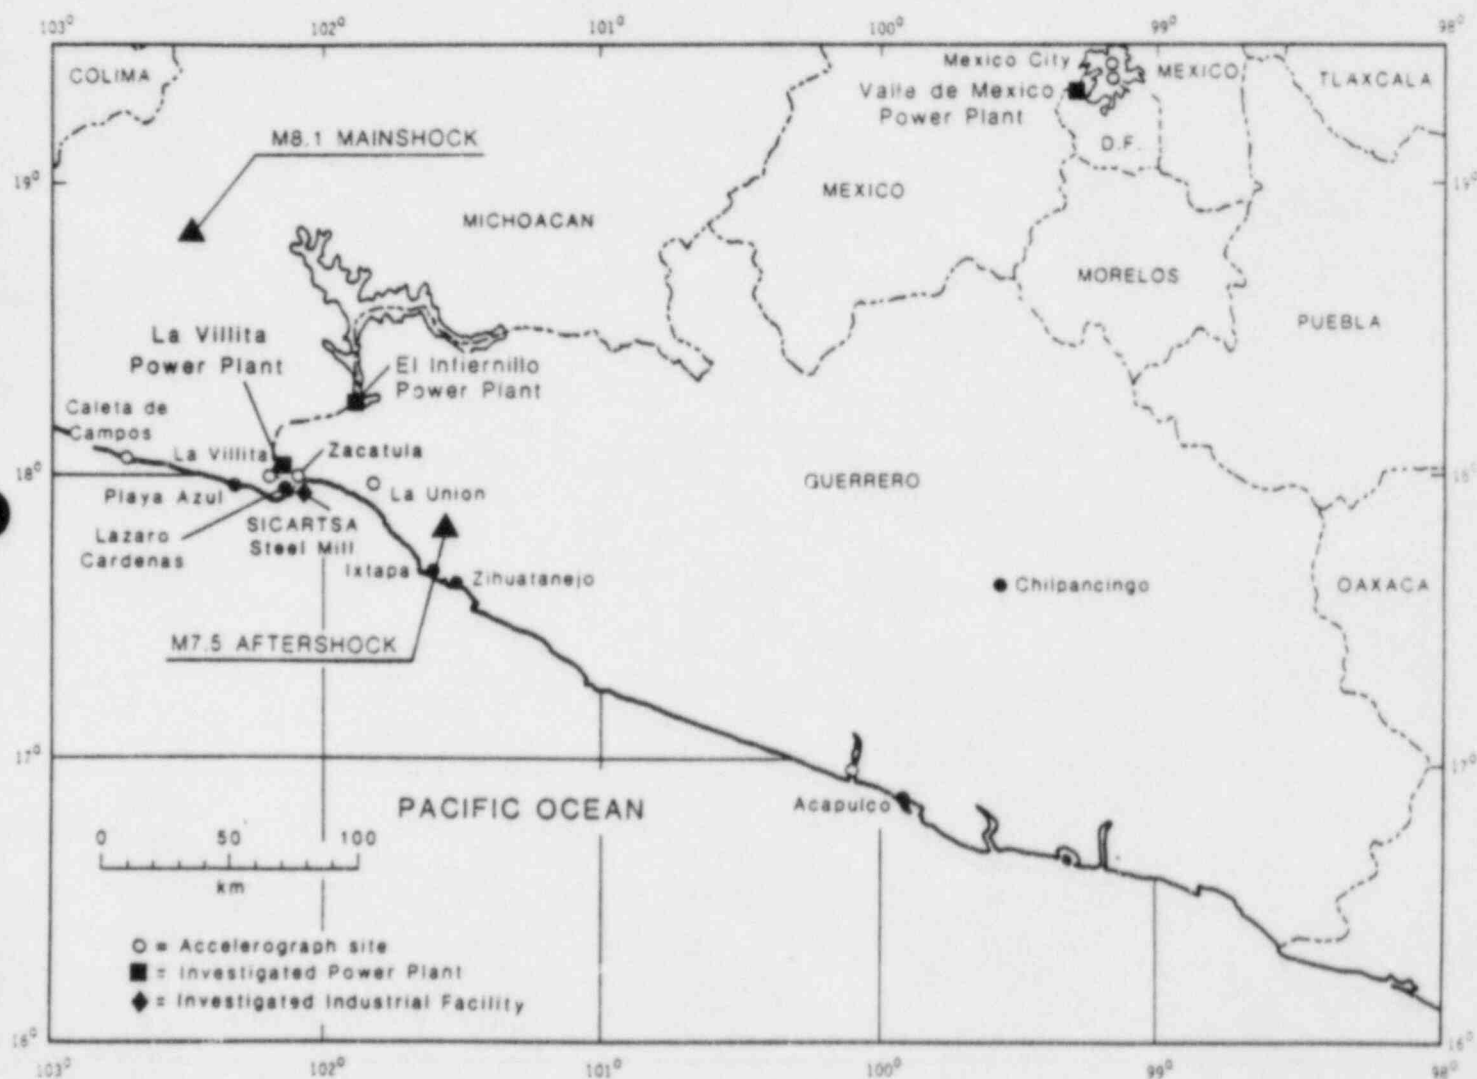 103° 102° 101° 100° 99° 98°
COLIMA
Mexico City
MEXICO
TLAXCALA
Valle de Mexico
Power Plant
D.F.
M8.1 MAINSHOCK
19°
MEXICO
MICHOACAN
MORELOS
PUEBLA
La Villita
Power Plant
El Infiernillo
Power Plant
Caleta de
Campos
La Villita
Zacatula
18°
18°
GUERRERO
Playa Azul
La Union
SICARTSA
Steel Mill
Lazaro
Cardenas
Ixtapa
Zihuatanejo
Chilpancingo
OAXACA
M7.5 AFTERSHOCK
17°
17°
PACIFIC OCEAN
Acapulco
0 50 100
km
O = Accelerograph site
■ = Investigated Power Plant
◆ = Investigated Industrial Facility
16°
16°
103° 102° 101° 100° 99° 98°